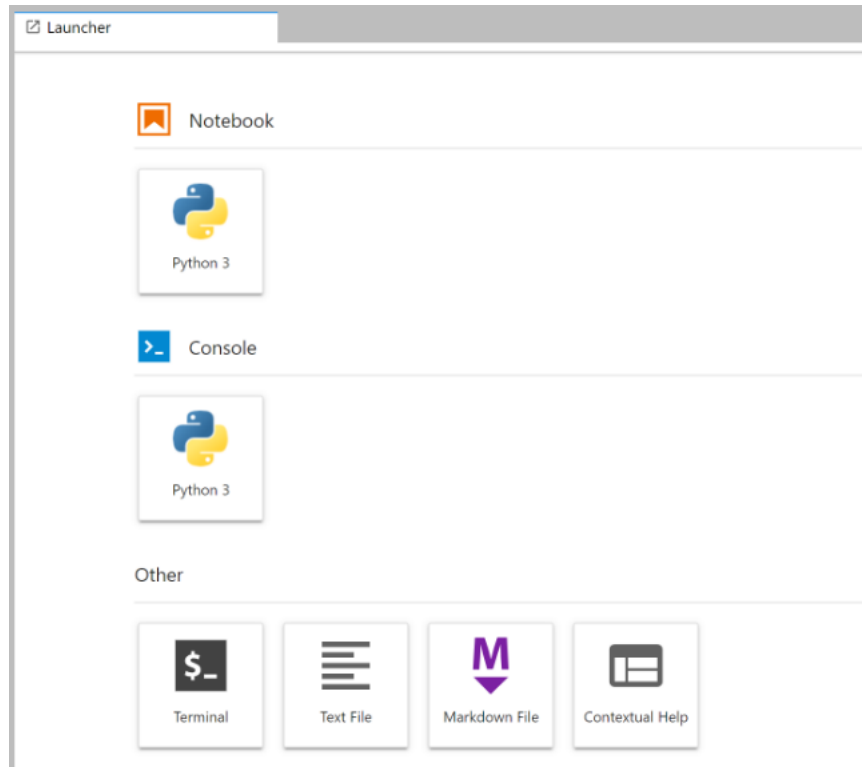 Launcher
Notebook
Python 3
>_ Console
Python 3
Other
$_
M
Terminal
Text File
Markdown File
Contextual Help